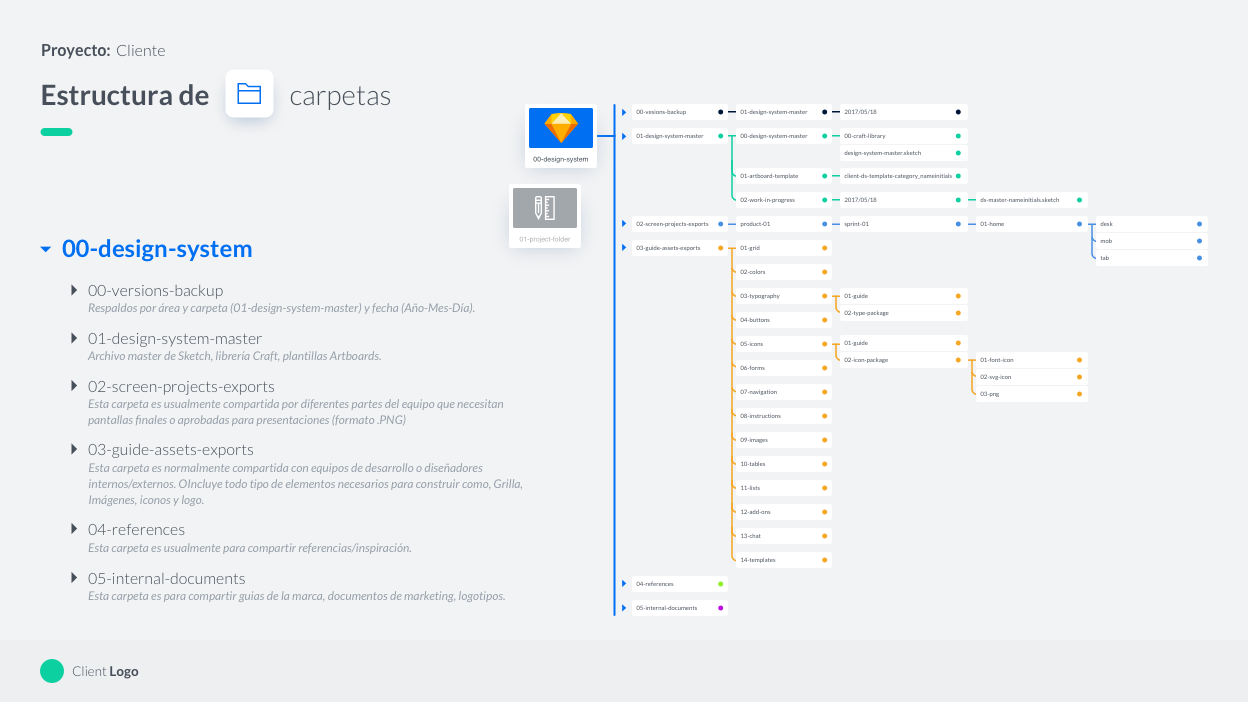 Proyecto: Cliente
Estructura de carpetas
00-design-system
00-versions-backup
Respaldos por área y carpeta (01-design-system-master) y fecha (Año-Mes-Día).
01-design-system-master
Archivo master de Sketch, librería Craft, plantillas Artboards.
02-screen-projects-exports
Esta carpeta es usualmente compartida por diferentes partes del equipo que necesitan
pantallas finales o aprobadas para presentaciones (formato .PNG)
03-guide-assets-exports
Esta carpeta es normalmente compartida con equipos de desarrollo o diseñadores
internos/externos. OIncluye todo tipo de elementos necesarios para construir como, Grilla,
Imágenes, iconos y logo.
04-references
Esta carpeta es usualmente para compartir referencias/inspiración.
05-internal-documents
Esta carpeta es para compartir guias de la marca, documentos de marketing, logotipos.
00-design-system
01-project-folder
00-vesions-backup
01-design-system-master
2017/05/18
01-design-system-master
00-design-system-master
00-craft-library
design-system-master.sketch
01-artboard-template
client-ds-template-category_nameinitials
02-work-in-progress
2017/05/18
ds-master-nameinitials.sketch
02-screen-projects-exports
product-01
sprint-01
01-home
desk
mob
tab
03-guide-assets-exports
01-grid
02-colors
03-typography
01-guide
02-type-package
04-buttons
05-icons
01-guide
02-icon-package
01-font-icon
02-svg-icon
03-png
06-forms
07-navigation
08-instructions
09-images
10-tables
11-lists
12-add-ons
13-chat
14-templates
04-references
05-internal-documents
Client Logo